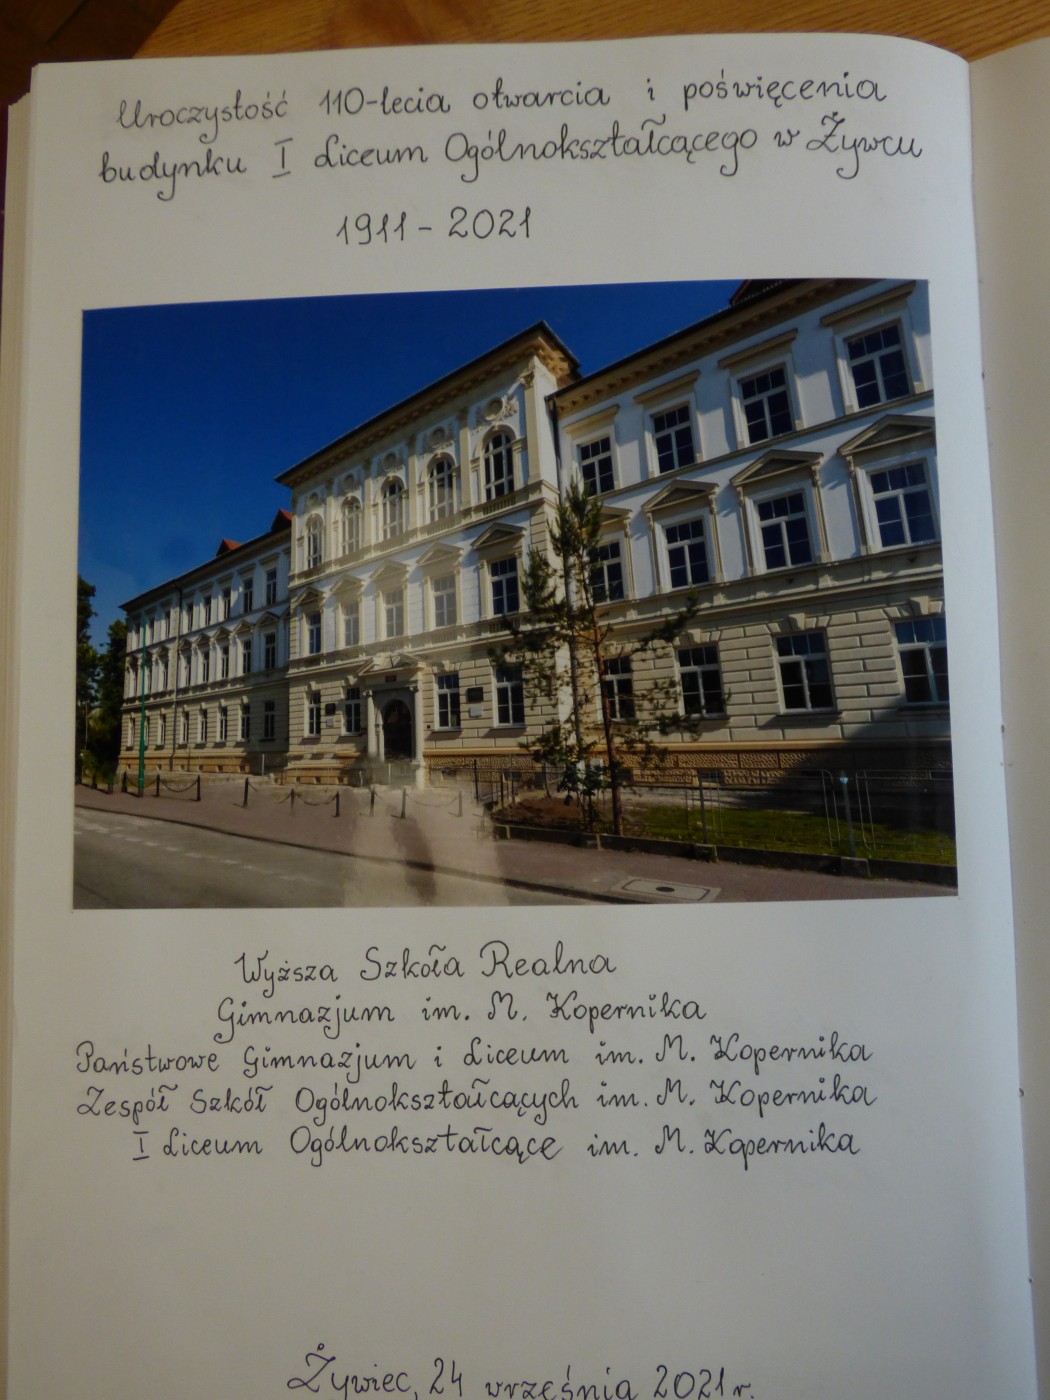 Uroczystość 110-lecia otwarcia i poświęcenia
budynku I Liceum Ogólnokształcącego w Żywcu
1911 - 2021
Wyższa Szkoła Realna
Gimnazjum im. M. Kopernika
Państwowe Gimnazjum i Liceum im. M. Kopernika
Zespół Szkół Ogólnokształcących im. M. Kopernika
I Liceum Ogólnokształcące im. M. Kopernika
Żywiec, 24 września 2021 r.